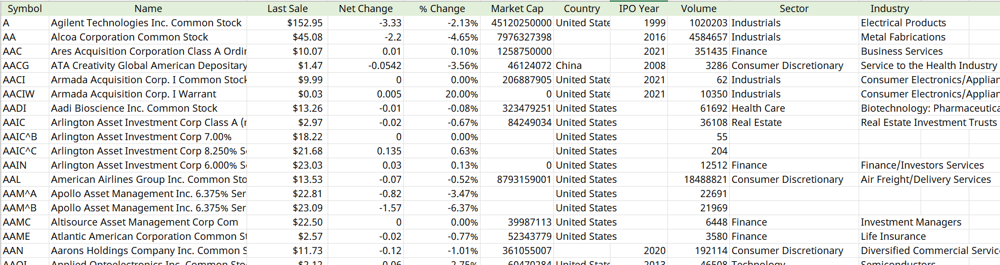 Symbol Name Last Sale Net Change % Change Market Cap Country IPO Year Volume Sector Industry
A Agilent Technologies Inc. Common Stock $152.95 -3.33 -2.13% 45120250000 United State 1999 1020203 Industrials Electrical Products
AA Alcoa Corporation Common Stock $45.08 -2.2 -4.65% 7976327398 2016 4584657 Industrials Metal Fabrications
AAC Ares Acquisition Corporation Class A Ordi $10.07 0.01 0.10% 1258750000 2021 351435 Finance Business Services
AACG ATA Creativity Global American Depositary $1.47 -0.0542 -3.56% 46124072 China 2008 3286 Consumer Discretionary Service to the Health Industry
AACI Armada Acquisition Corp. I Common Stock $9.99 0 0.00% 206887905 United State 2021 62 Industrials Consumer Electronics/Applian
AACIW Armada Acquisition Corp. I Warrant $0.03 0.005 20.00% 0 United State 2021 10350 Industrials Consumer Electronics/Applian
AADI Aadi Bioscience Inc. Common Stock $13.26 -0.01 -0.08% 323479251 United States 61692 Health Care Biotechnology: Pharmaceutica
AAIC Arlington Asset Investment Corp Class A (n $2.97 -0.02 -0.67% 84249034 United States 36108 Real Estate Real Estate Investment Trusts
AAIC^B Arlington Asset Investment Corp 7.00% $18.22 0 0.00% United States 55
AAIC^C Arlington Asset Investment Corp 8.250% S $21.68 0.135 0.63% United States 204
AAIN Arlington Asset Investment Corp 6.000% S $23.03 0.03 0.13% 0 United States 12512 Finance Finance/Investors Services
AAL American Airlines Group Inc. Common Sto $13.53 -0.07 -0.52% 8793159001 United States 18488821 Consumer Discretionary Air Freight/Delivery Services
AAM^A Apollo Asset Management Inc. 6.375% Ser $22.81 -0.82 -3.47% United States 22691
AAM^B Apollo Asset Management Inc. 6.375% Ser $23.09 -1.57 -6.37% United States 21969
AAMC Altisource Asset Management Corp Com $22.50 0 0.00% 39987113 United States 6448 Finance Investment Managers
AAME Atlantic American Corporation Common St $2.57 -0.02 -0.77% 52343779 United States 3580 Finance Life Insurance
AAN Aarons Holdings Company Inc. Common S $11.73 -0.12 -1.01% 361055007 2020 192114 Consumer Discretionary Diversified Commercial Servic
Applied Optoelectronics Inc. Common Sto United State 2013 Technology Semiconductors